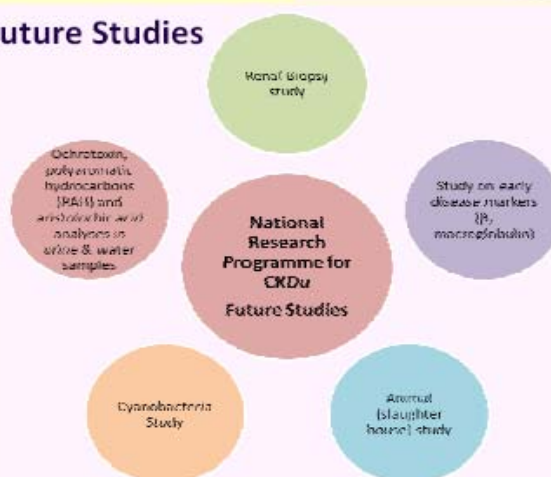 uture Studies
Renal Biopsy
study
Ochratoxin,
polyaromatic
hydrocarbons
(PAH) and
aristolochic acid
analyses in
urine & water
samples
National
Research
Programme for
CKDu
Future Studies
Study on early
disease markers
macroglobulin)
Cyanobacteria
Study
Animal
(slaughter
house) study